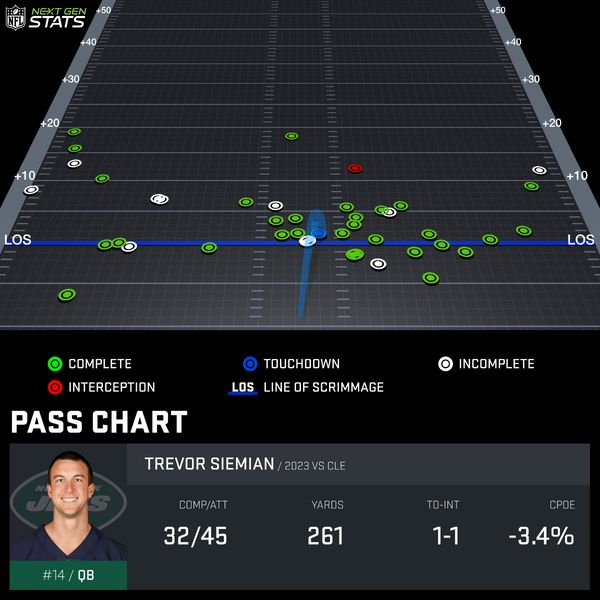 NFL NEXT GEN STATS
+50 +50
+40 +40
+30 +30
+20 +20
+10 +10
LOS LOS
COMPLETE TOUCHDOWN INCOMPLETE
INTERCEPTION LOS LINE OF SCRIMMAGE
PASS CHART
TREVOR SIEMIAN / 2023 VS CLE
COMP/ATT YARDS TD-INT CPOE
32/45 261 1-1 -3.4%
JETS
#14 / QB